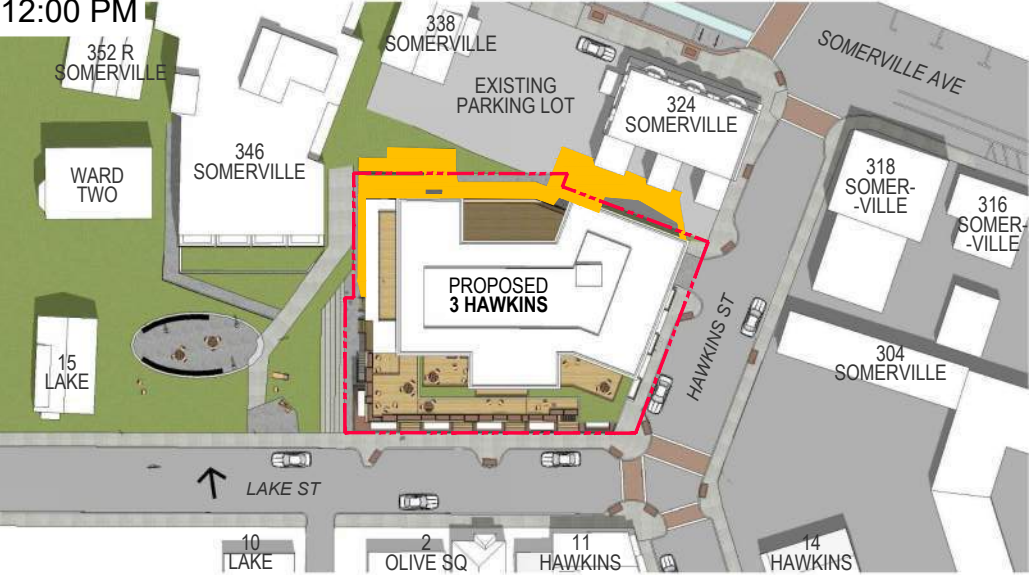 12:00 PM
352 R
SOMERVILLE
338
SOMERVILLE
EXISTING
PARKING LOT
SOMERVILLE AVE
324
SOMERVILLE
346
SOMERVILLE
WARD
TWO
318
SOMER-
-VILLE
316
SOMER-
-VILLE
PROPOSED
3 HAWKINS
HAWKINS ST
304
SOMERVILLE
15
LAKE
LAKE ST
10
LAKE
2
OLIVE SQ
11
HAWKINS
14
HAWKINS